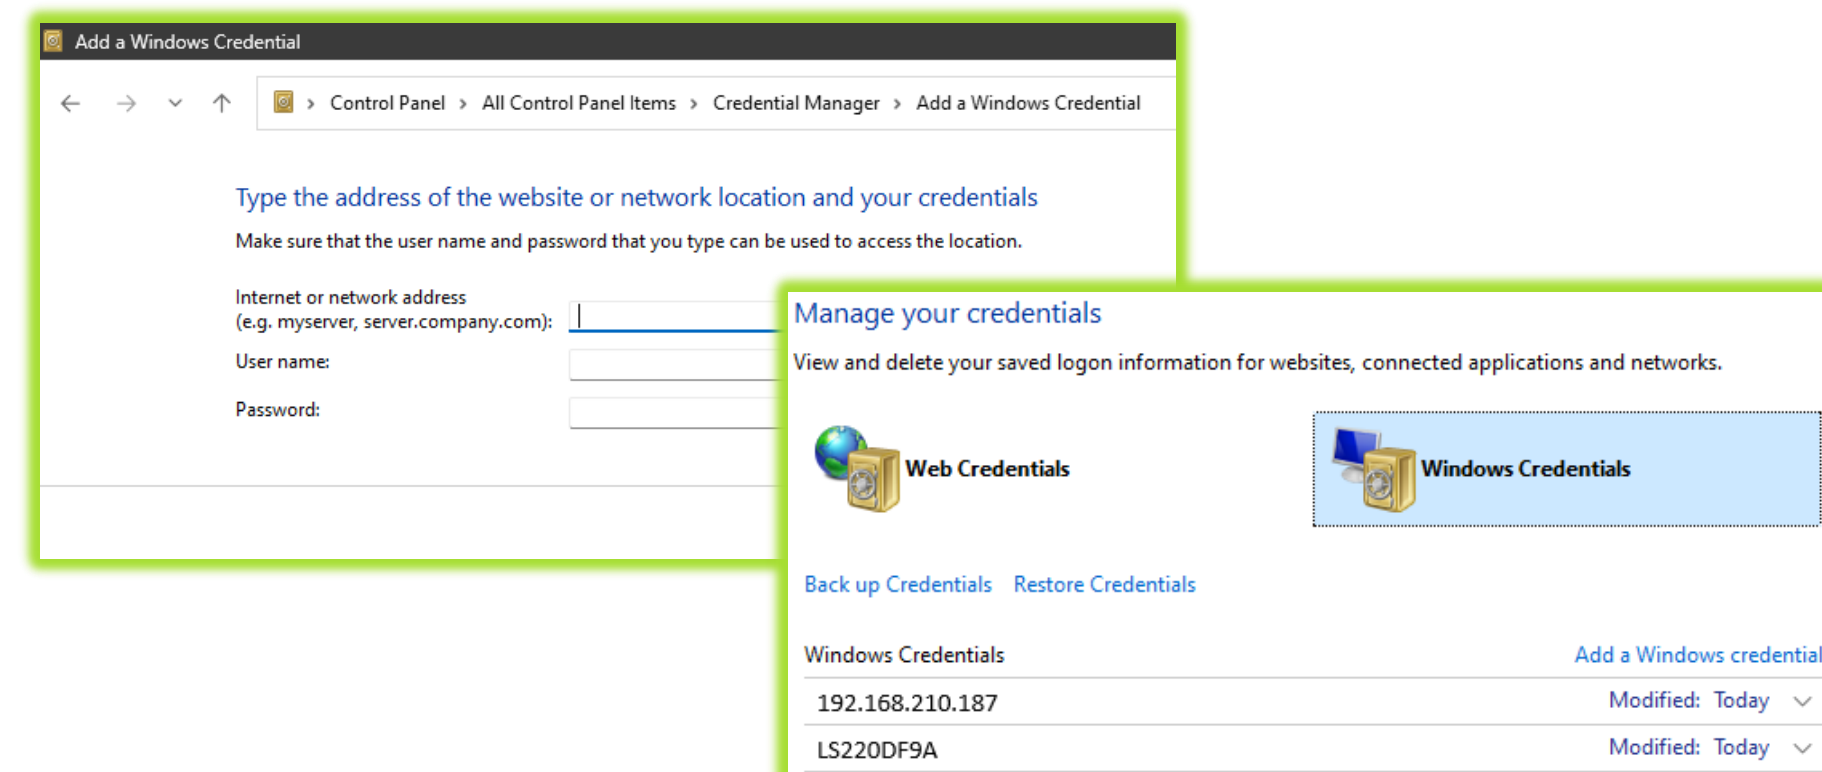 Add a Windows Credential
Control Panel > All Control Panel Items > Credential Manager > Add a Windows Credential
Type the address of the website or network location and your credentials
Make sure that the user name and password that you type can be used to access the location.
Internet or network address
(e.g. myserver, server.company.com):
User name:
Password:
Manage your credentials
View and delete your saved logon information for websites, connected applications and networks.
Web Credentials
Windows Credentials
Back up Credentials Restore Credentials
Windows Credentials Add a Windows credential
192.168.210.187 Modified: Today
LS220DF9A Modified: Today